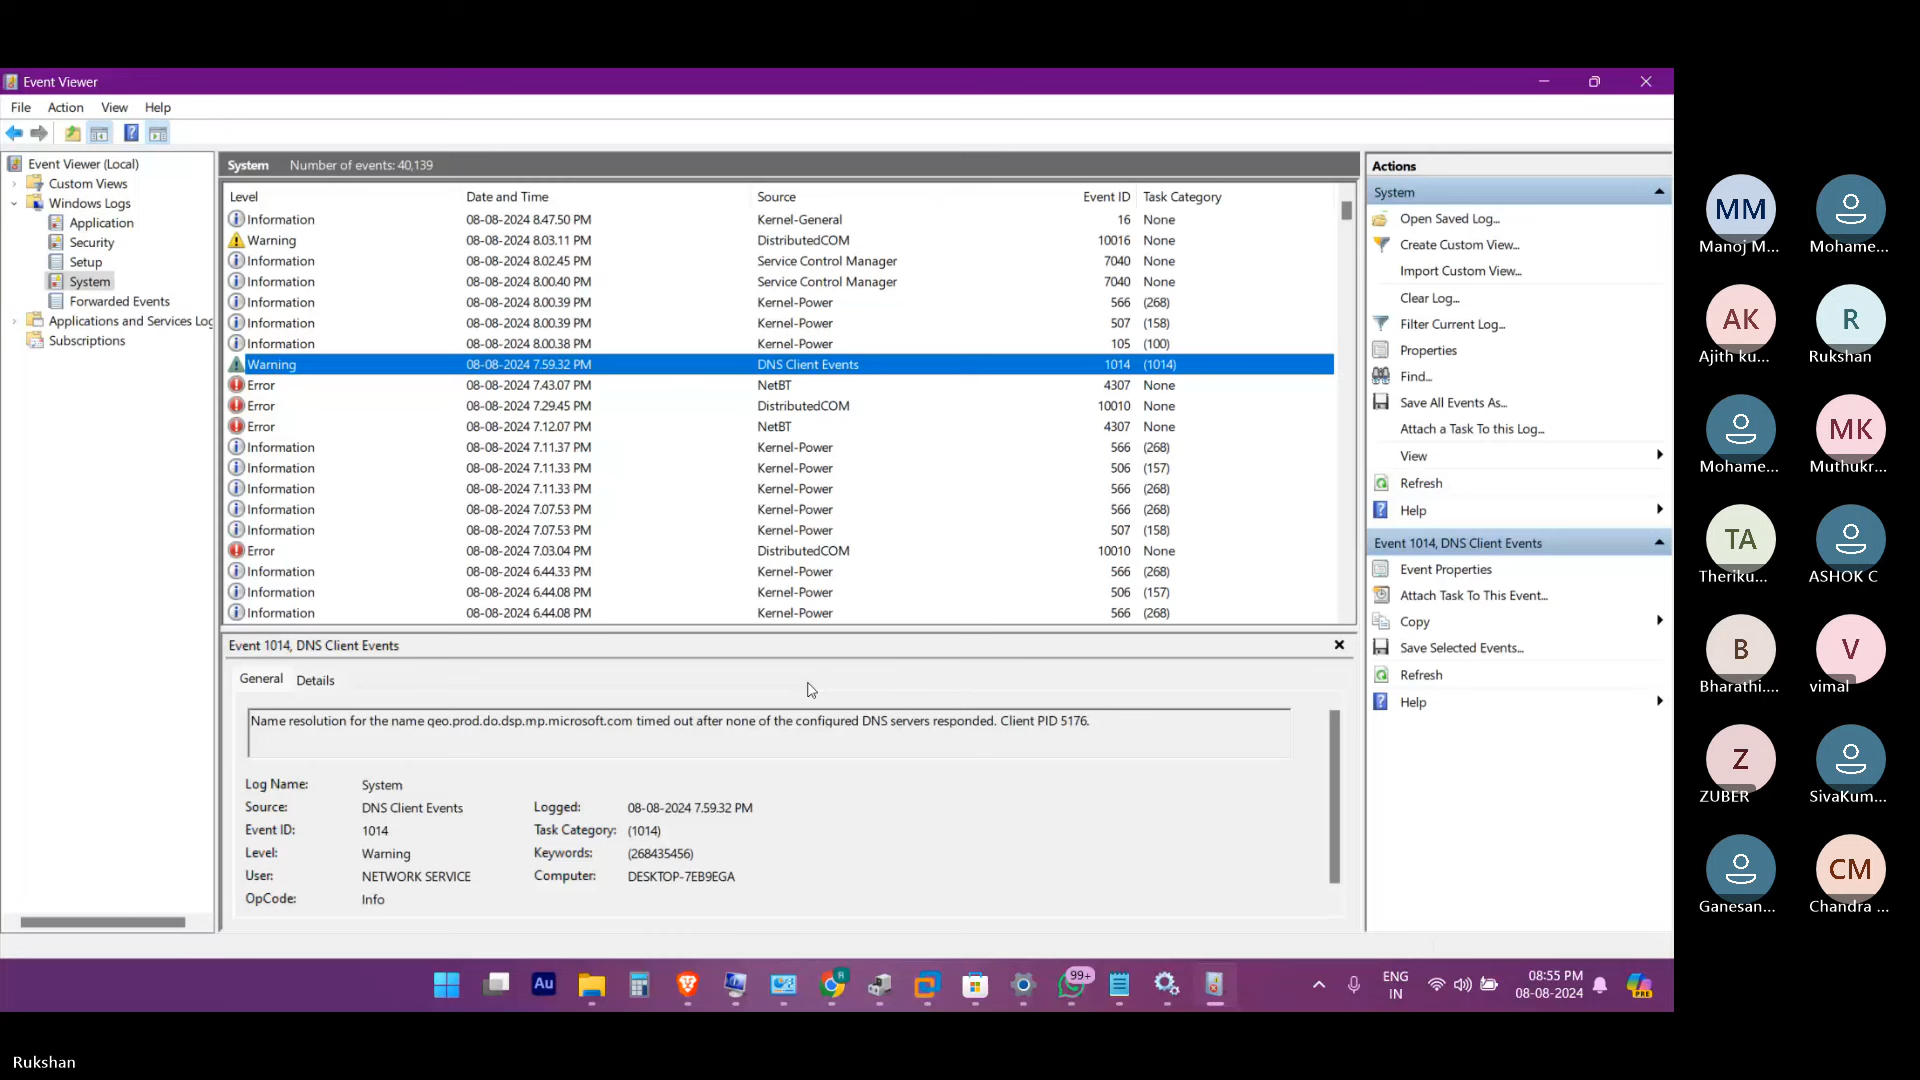 Event Viewer
File Action View Help
Event Viewer (Local)
Custom Views
Windows Logs
Application
Security
Setup
System
Forwarded Events
Applications and Services Log
Subscriptions
System Number of events: 40,139
Level Date and Time Source Event ID Task Category
Information 08-08-2024 8.47.50 PM Kernel-General 16 None
Warning 08-08-2024 8.03.11 PM DistributedCOM 10016 None
Information 08-08-2024 8.02.45 PM Service Control Manager 7040 None
Information 08-08-2024 8.00.40 PM Service Control Manager 7040 None
Information 08-08-2024 8.00.39 PM Kernel-Power 566 (268)
Information 08-08-2024 8.00.39 PM Kernel-Power 507 (158)
Information 08-08-2024 8.00.38 PM Kernel-Power 105 (100)
Warning 08-08-2024 7.59.32 PM DNS Client Events 1014 (1014)
Error 08-08-2024 7.43.07 PM NetBT 4307 None
Error 08-08-2024 7.29.45 PM DistributedCOM 10010 None
Error 08-08-2024 7.12.07 PM NetBT 4307 None
Information 08-08-2024 7.11.37 PM Kernel-Power 566 (268)
Information 08-08-2024 7.11.33 PM Kernel-Power 506 (157)
Information 08-08-2024 7.11.33 PM Kernel-Power 566 (268)
Information 08-08-2024 7.07.53 PM Kernel-Power 566 (268)
Information 08-08-2024 7.07.53 PM Kernel-Power 507 (158)
Error 08-08-2024 7.03.04 PM DistributedCOM 10010 None
Information 08-08-2024 6.44.33 PM Kernel-Power 566 (268)
Information 08-08-2024 6.44.08 PM Kernel-Power 506 (157)
Information 08-08-2024 6.44.08 PM Kernel-Power 566 (268)
Event 1014, DNS Client Events
General Details
Name resolution for the name geo.prod.do.dsp.mp.microsoft.com timed out after none of the configured DNS servers responded. Client PID 5176.
Log Name: System
Source: DNS Client Events Logged: 08-08-2024 7.59.32 PM
Event ID: 1014 Task Category: (1014)
Level: Warning Keywords: (268435456)
User: NETWORK SERVICE Computer: DESKTOP-7EB9EGA
OpCode: Info
Actions
System
Open Saved Log...
Create Custom View...
Import Custom View...
Clear Log...
Filter Current Log...
Properties
Find...
Save All Events As...
Attach a Task To this Log...
View
Refresh
Help
Event 1014, DNS Client Events
Event Properties
Attach Task To This Event...
Copy
Save Selected Events...
Refresh
Help
MM
Manoj M... Mohame...
AK R
Ajith ku... Rukshan
MK
Mohame... Muthukr...
TA
Theriku... ASHOK C
B V
Bharathi.... vimal
Z
ZUBER SivaKum...
CM
Ganesan... Chandra ...
Au
R
99+
ENG
IN
08:55 PM
08-08-2024
PRE
Rukshan